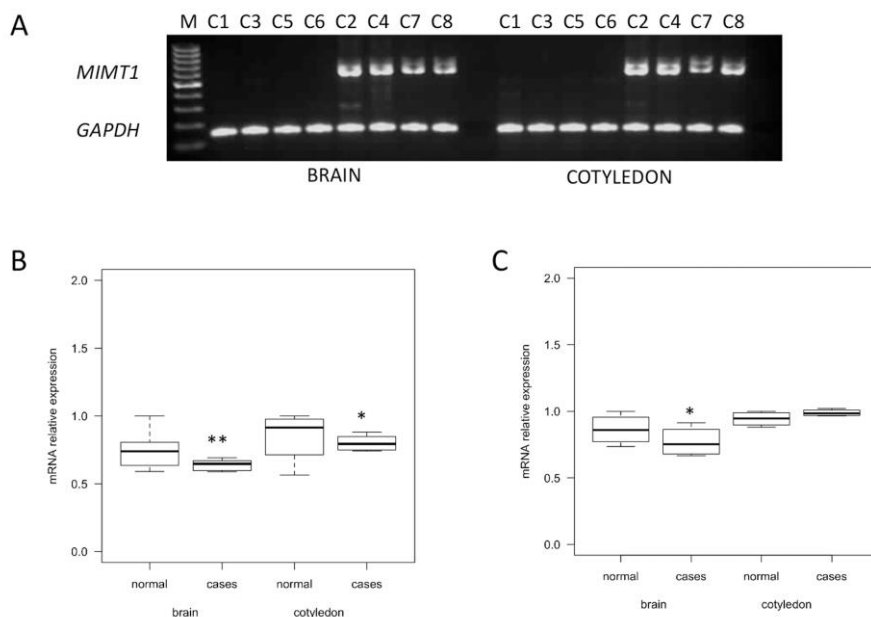 A
M C1 C3 C5 C6 C2 C4 C7 C8 C1 C3 C5 C6 C2 C4 C7 C8
MIMT1
GAPDH
BRAIN COTYLEDON
B
mRNA relative expression
2.0
1.5
1.0
0.5
0.0
** *
normal cases normal cases
brain cotyledon
C
mRNA relative expression
2.0
1.5
1.0
0.5
0.0
*
normal cases normal cases
brain cotyledon